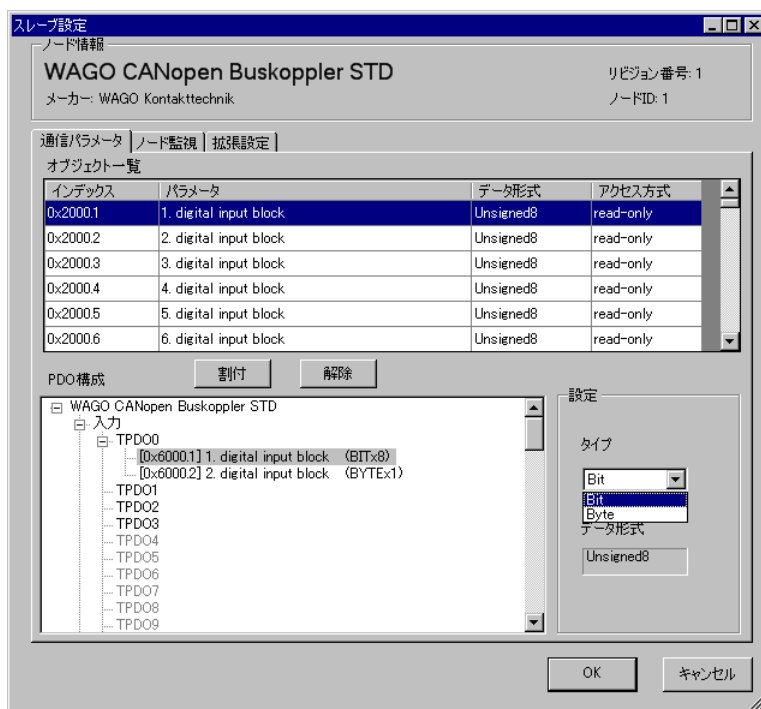 スレーブ設定
ノード情報
WAGO CANopen Buskoppler STD
リビジョン番号: 1
メーカー: WAGO Kontakttechnik
ノードID: 1
通信パラメータ ノード監視 拡張設定
オブジェクト一覧
インデックス パラメータ データ形式 アクセス方式
0x2000.1 1. digital input block Unsigned8 read-only
0x2000.2 2. digital input block Unsigned8 read-only
0x2000.3 3. digital input block Unsigned8 read-only
0x2000.4 4. digital input block Unsigned8 read-only
0x2000.5 5. digital input block Unsigned8 read-only
0x2000.6 6. digital input block Unsigned8 read-only
PDO構成 割付 解除
WAGO CANopen Buskoppler STD
入力
TPDO0
[0x6000.1] 1. digital input block (BITx8)
[0x6000.2] 2. digital input block (BYTEx1)
TPDO1
TPDO2
TPDO3
TPDO4
TPDO5
TPDO6
TPDO7
TPDO8
TPDO9
設定
タイプ
Bit
Bit
Byte
データ形式
Unsigned8
OK キャンセル